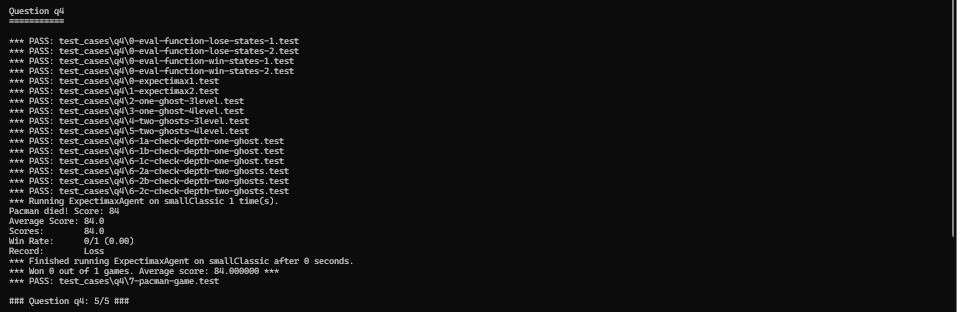 Question q4
===========
*** PASS: test_cases\q4\0-eval-function-lose-states-1.test
*** PASS: test_cases\q4\0-eval-function-lose-states-2.test
*** PASS: test_cases\q4\0-eval-function-win-states-1.test
*** PASS: test_cases\q4\0-eval-function-win-states-2.test
*** PASS: test_cases\q4\0-expectimax1.test
*** PASS: test_cases\q4\1-expectimax2.test
*** PASS: test_cases\q4\2-one-ghost-3level.test
*** PASS: test_cases\q4\3-one-ghost-4level.test
*** PASS: test_cases\q4\4-two-ghosts-3level.test
*** PASS: test_cases\q4\5-two-ghosts-4level.test
*** PASS: test_cases\q4\6-1a-check-depth-one-ghost.test
*** PASS: test_cases\q4\6-1b-check-depth-one-ghost.test
*** PASS: test_cases\q4\6-1c-check-depth-one-ghost.test
*** PASS: test_cases\q4\6-2a-check-depth-two-ghosts.test
*** PASS: test_cases\q4\6-2b-check-depth-two-ghosts.test
*** PASS: test_cases\q4\6-2c-check-depth-two-ghosts.test
*** Running ExpectimaxAgent on smallClassic 1 time(s).
Pacman died! Score: 84
Average Score: 84.0
Scores:        84.0
Win Rate:      0/1 (0.00)
Record:        Loss
*** Finished running ExpectimaxAgent on smallClassic after 0 seconds.
*** Won 0 out of 1 games. Average score: 84.000000 ***
*** PASS: test_cases\q4\7-pacman-game.test
### Question q4: 5/5 ###